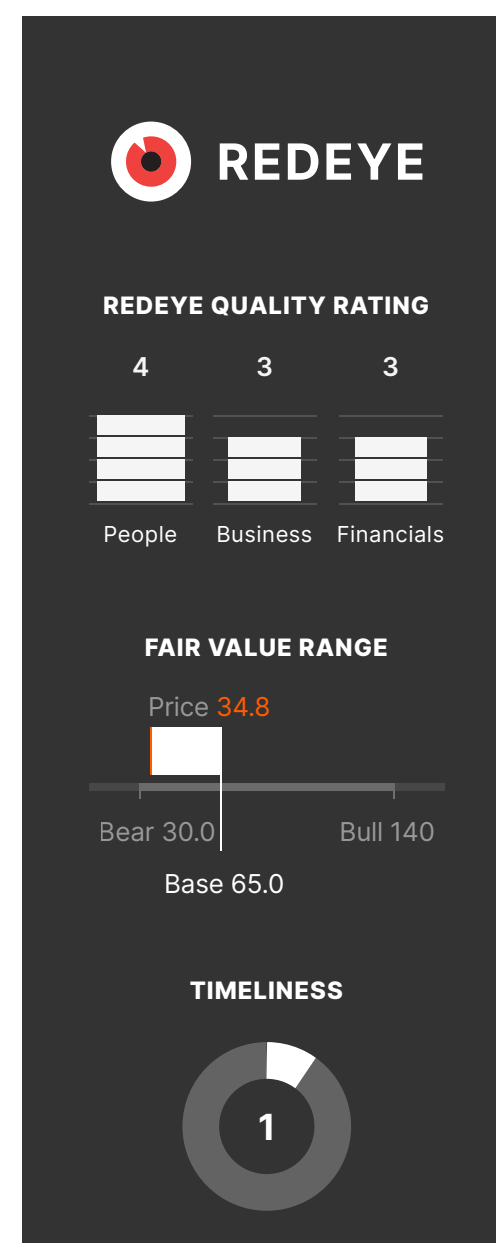 REDEYE
REDEYE QUALITY RATING
4 3 3
People Business Financials
FAIR VALUE RANGE
Price 34.8
Bear 30.0 Bull 140
Base 65.0
TIMELINESS
1